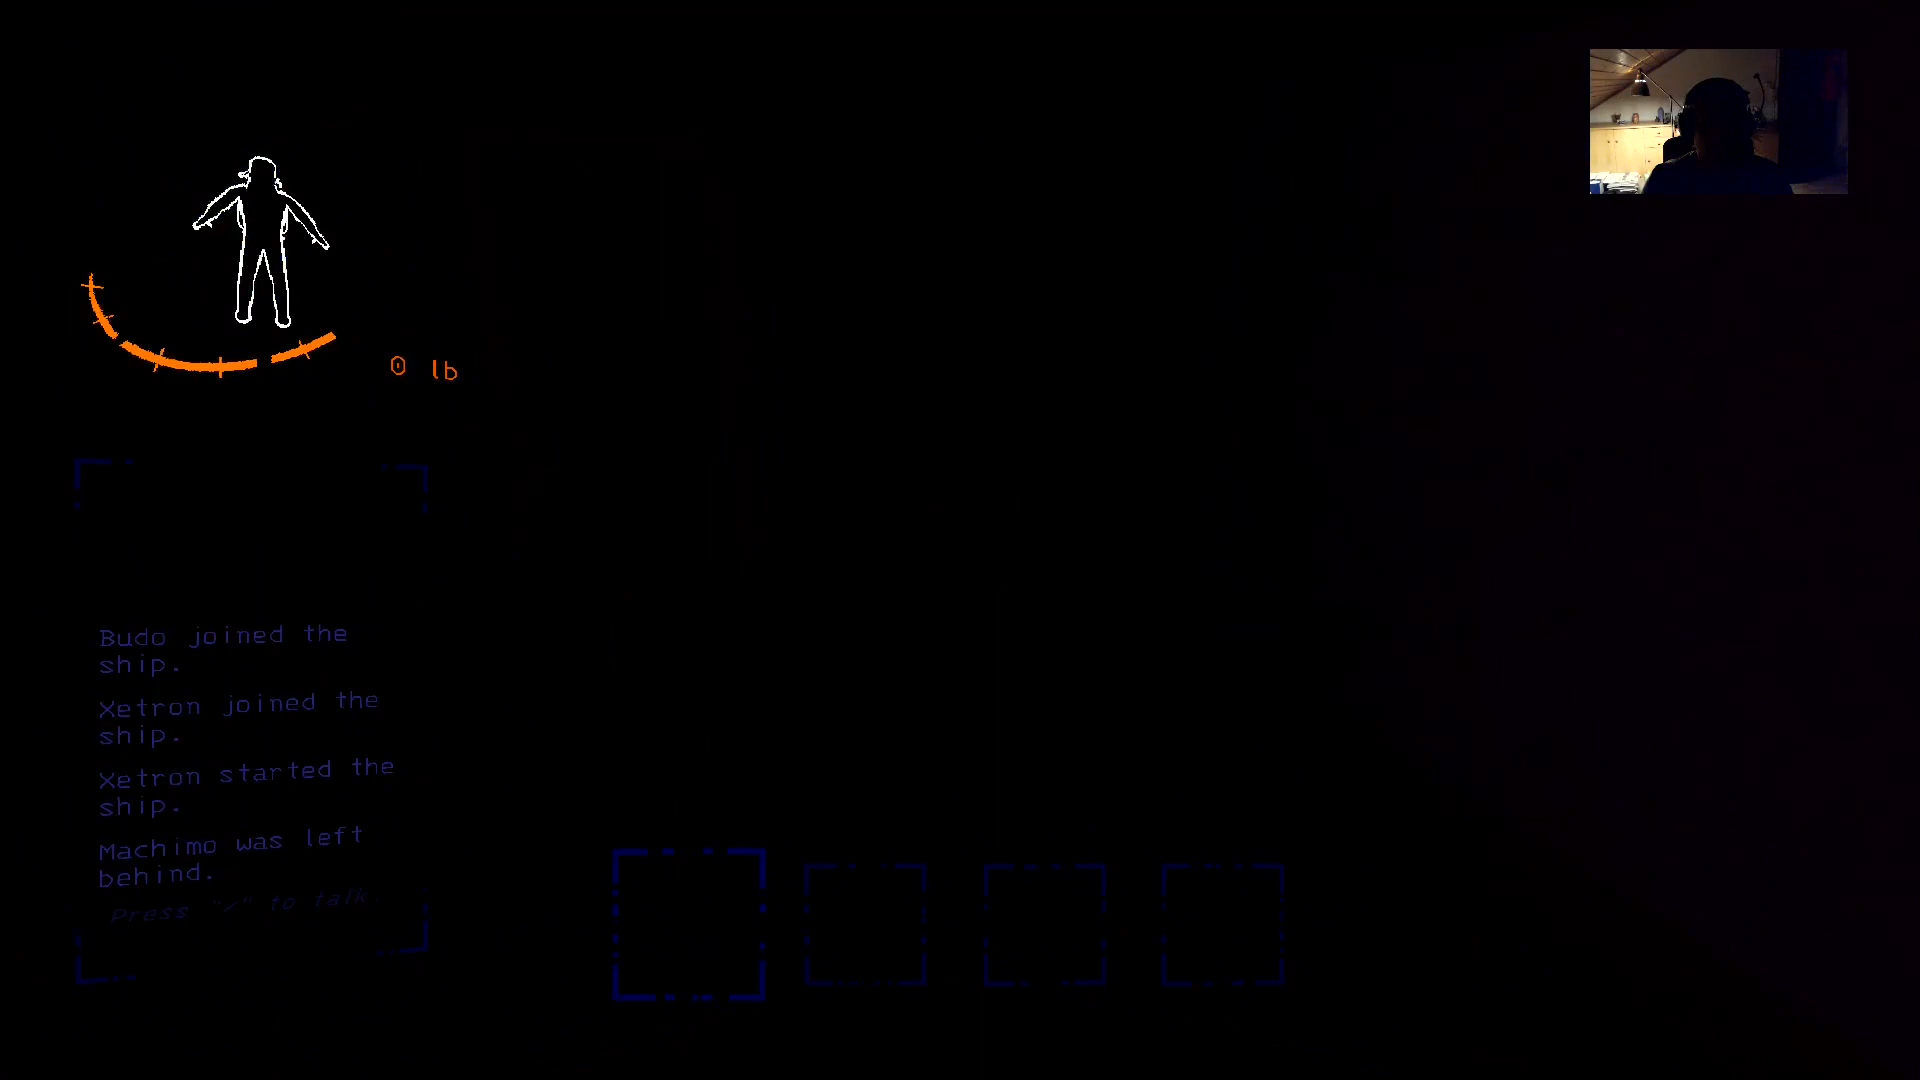 0 lb
Budo joined the
ship.
Xetron joined the
ship.
Xetron started the
ship.
Machimo was left
behind.
Press "/" to talk.